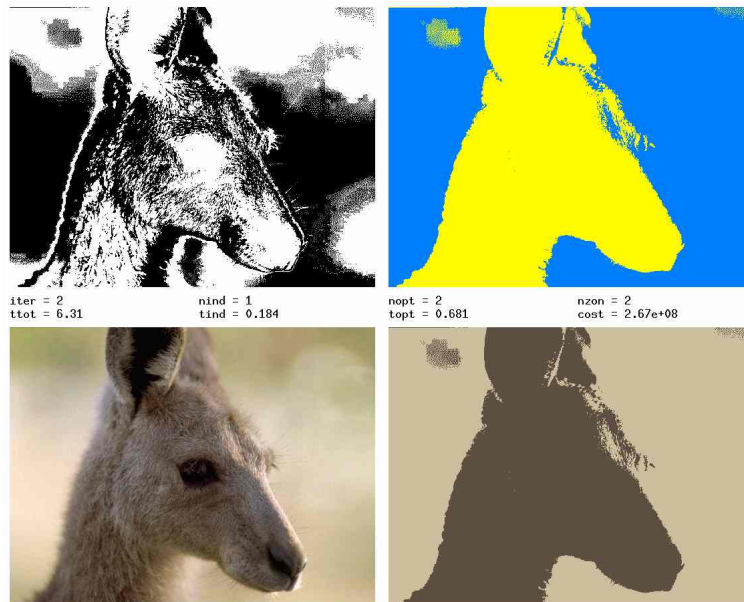 iter = 2 nind = 1 nopt = 2 nzon = 2
ttot = 6.31 tind = 0.184 topt = 0.681 cost = 2.67e+08